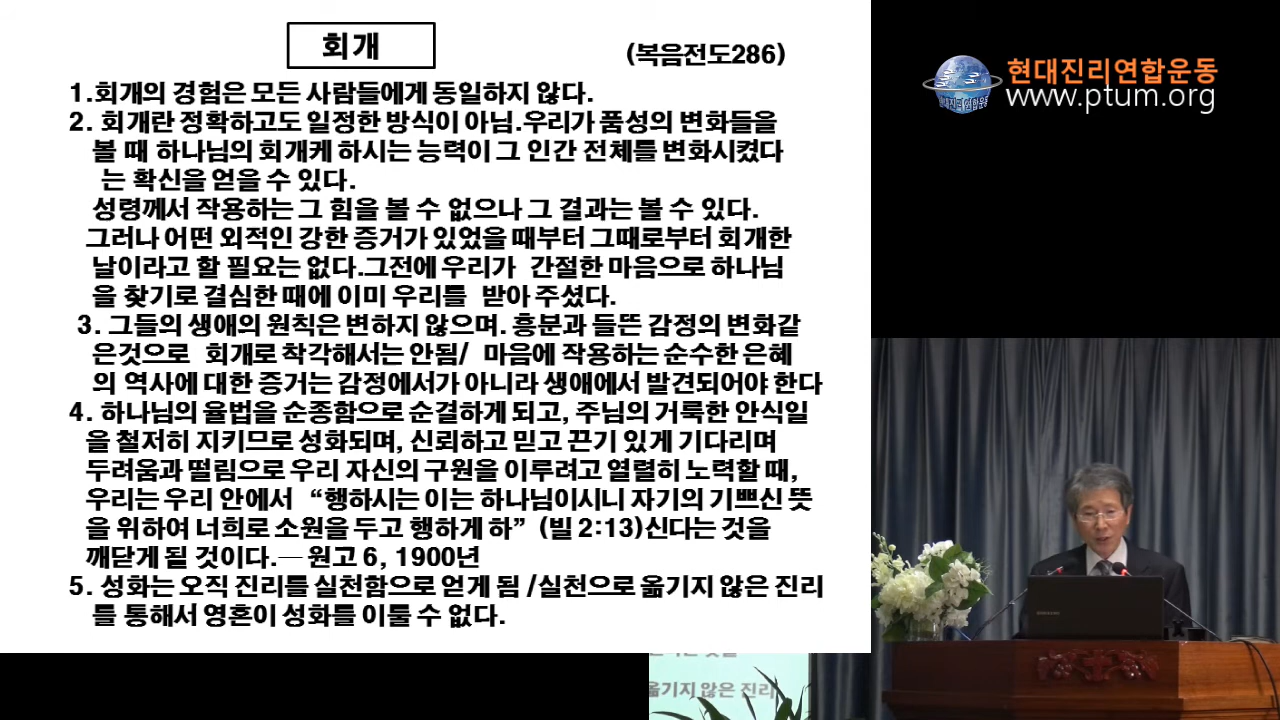 회개
(복음전도286)
1.회개의 경험은 모든 사람들에게 동일하지 않다.
2. 회개란 정확하고도 일정한 방식이 아님.우리가 품성의 변화들을
볼 때 하나님의 회개케 하시는 능력이 그 인간 전체를 변화시켰다
는 확신을 얻을 수 있다.
성령께서 작용하는 그 힘을 볼 수 없으나 그 결과는 볼 수 있다.
그러나 어떤 외적인 강한 증거가 있었을 때부터 그때로부터 회개한
날이라고 할 필요는 없다.그전에 우리가 간절한 마음으로 하나님
을 찾기로 결심한 때에 이미 우리를 받아 주셨다.
3. 그들의 생애의 원칙은 변하지 않으며. 흥분과 들뜬 감정의 변화같
은것으로 회개로 착각해서는 안됨/ 마음에 작용하는 순수한 은혜
의 역사에 대한 증거는 감정에서가 아니라 생애에서 발견되어야 한다
4. 하나님의 율법을 순종함으로 순결하게 되고, 주님의 거룩한 안식일
을 철저히 지키므로 성화되며, 신뢰하고 믿고 끈기 있게 기다리며
두려움과 떨림으로 우리 자신의 구원을 이루려고 열렬히 노력할 때,
우리는 우리 안에서 “행하시는 이는 하나님이시니 자기의 기쁘신 뜻
을 위하여 너희로 소원을 두고 행하게 하” (빌 2:13)신다는 것을
깨닫게 될 것이다.— 원고 6, 1900년
5. 성화는 오직 진리를 실천함으로 얻게 됨 /실천으로 옮기지 않은 진리
를 통해서 영혼이 성화를 이룰 수 없다.
현대진리연합운동
현대진리연합운동
www.ptum.org
SAMSUNG
옮기지 않은 진리